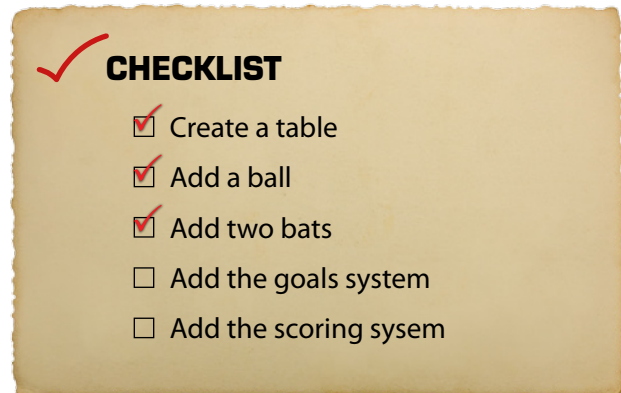 CHECKLIST
Create a table
Add a ball
Add two bats
Add the goals system
Add the scoring sysem